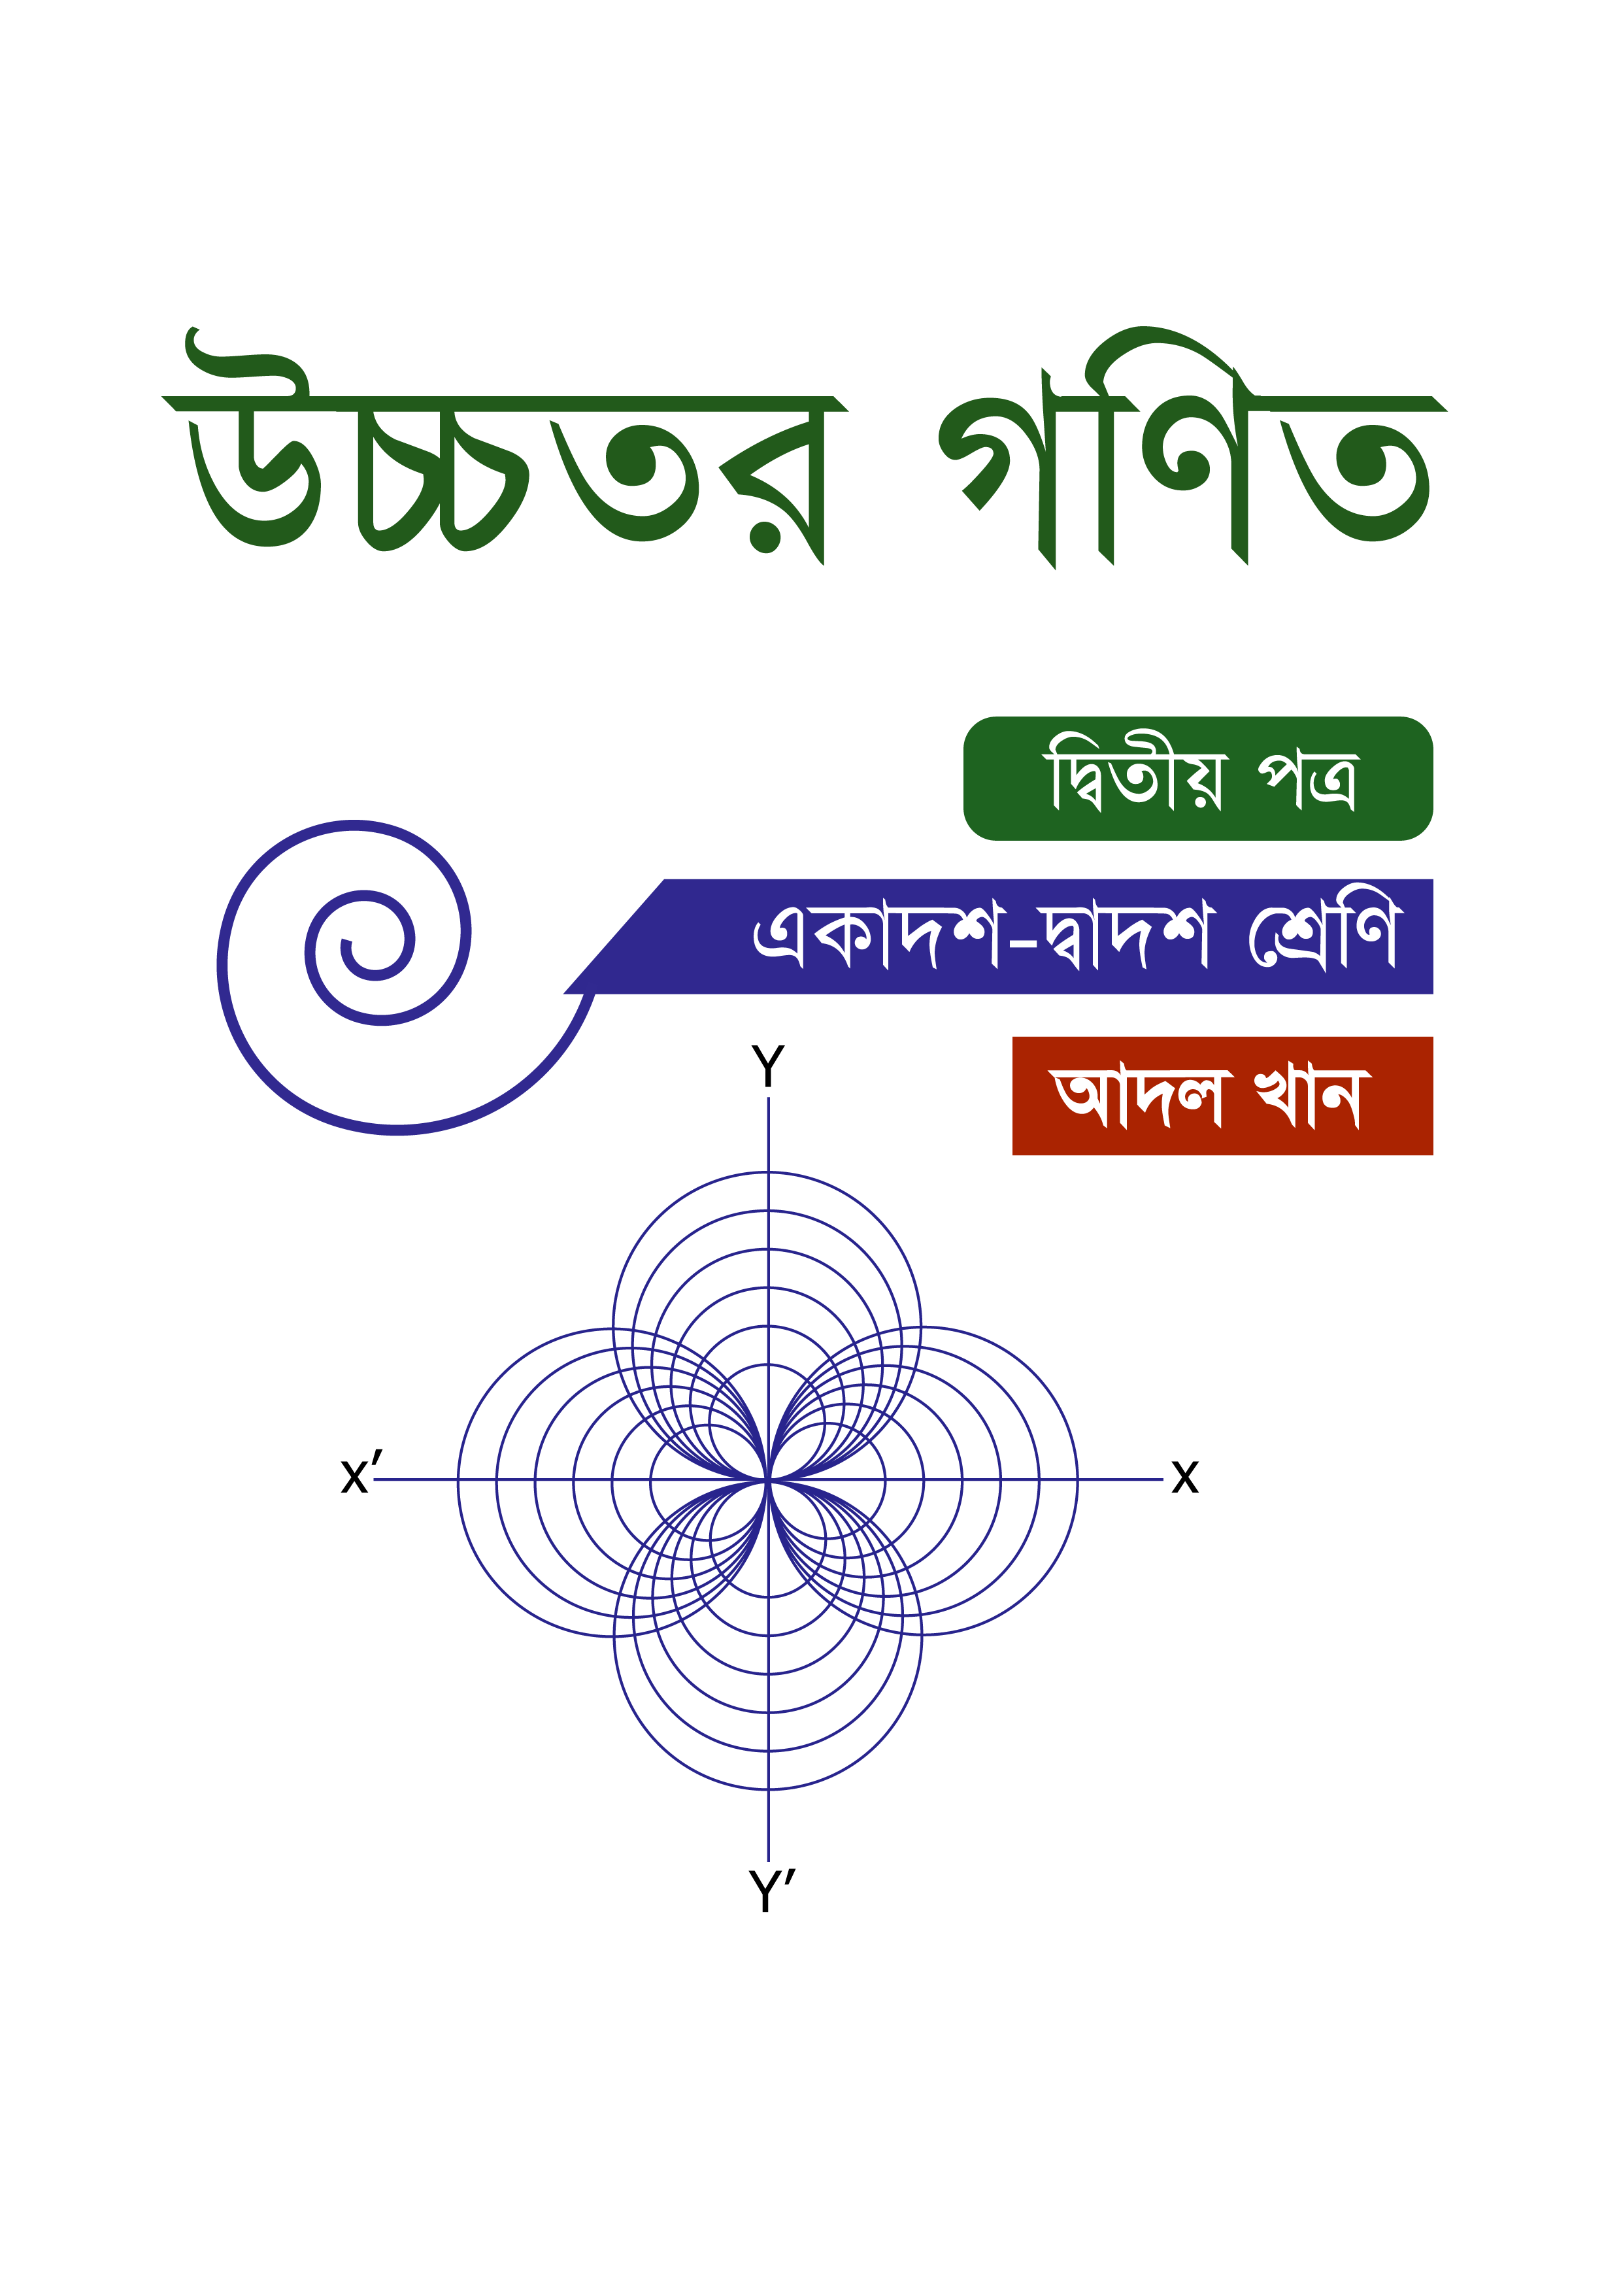 উচ্চতর গণিত
দ্বিতীয় পত্র
একাদশ-দ্বাদশ শ্রেণি
আদল খান
Y
X′
X
Y′